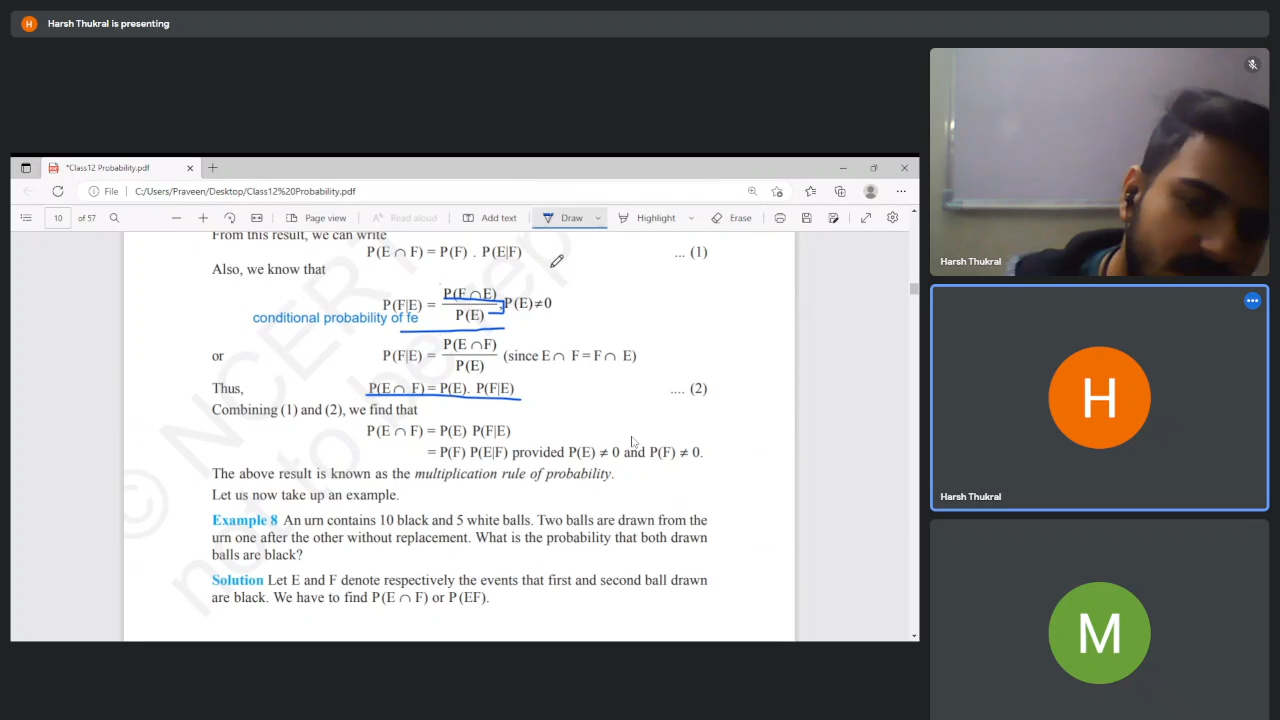 H Harsh Thukral is presenting
*Class12 Probability.pdf
File C:/Users/Praveen/Desktop/Class12%20Probability.pdf
10 of 57 Page view Read aloud Add text Draw Highlight Erase
From this result, we can write
P(E ∩ F) = P(F) . P(E|F) ... (1)
Also, we know that
P(F|E) = P(F ∩ E) / P(E) , P(E) ≠ 0
conditional probability of fe
or P(F|E) = P(E ∩ F) / P(E) (since E ∩ F = F ∩ E)
Thus, P(E ∩ F) = P(E). P(F|E) .... (2)
Combining (1) and (2), we find that
P(E ∩ F) = P(E) P(F|E)
= P(F) P(E|F) provided P(E) ≠ 0 and P(F) ≠ 0.
The above result is known as the multiplication rule of probability.
Let us now take up an example.
Example 8 An urn contains 10 black and 5 white balls. Two balls are drawn from the
urn one after the other without replacement. What is the probability that both drawn
balls are black?
Solution Let E and F denote respectively the events that first and second ball drawn
are black. We have to find P(E ∩ F) or P (EF).
© NCERT
not to be rep
Harsh Thukral
H
Harsh Thukral
M